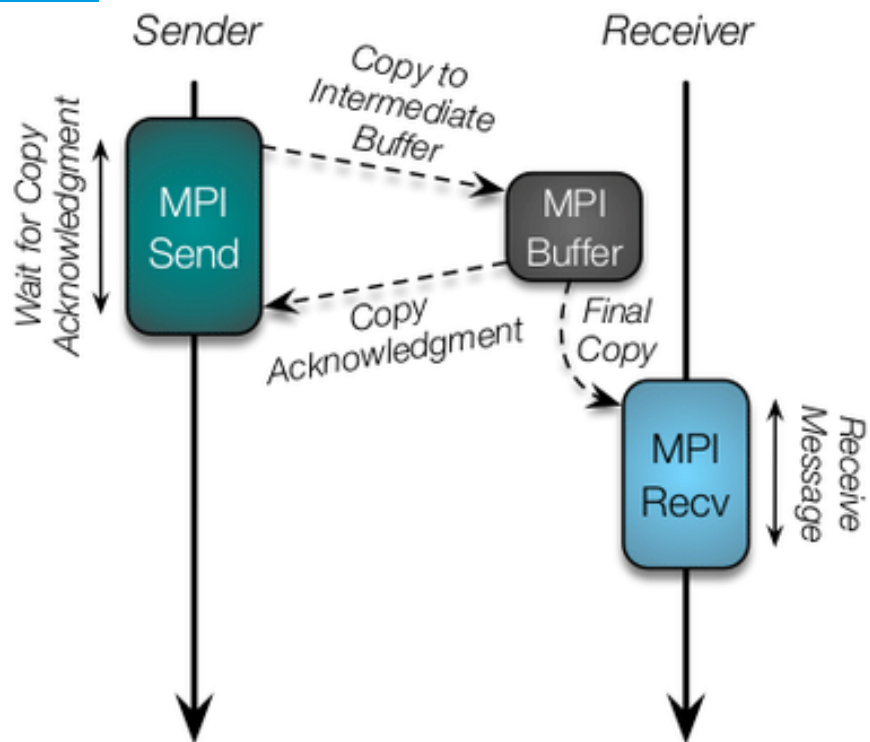 Sender
Receiver
Copy to
Intermediate
Buffer
Wait for Copy
Acknowledgment
MPI
Send
MPI
Buffer
Copy
Acknowledgment
Final
Copy
MPI
Recv
Receive
Message